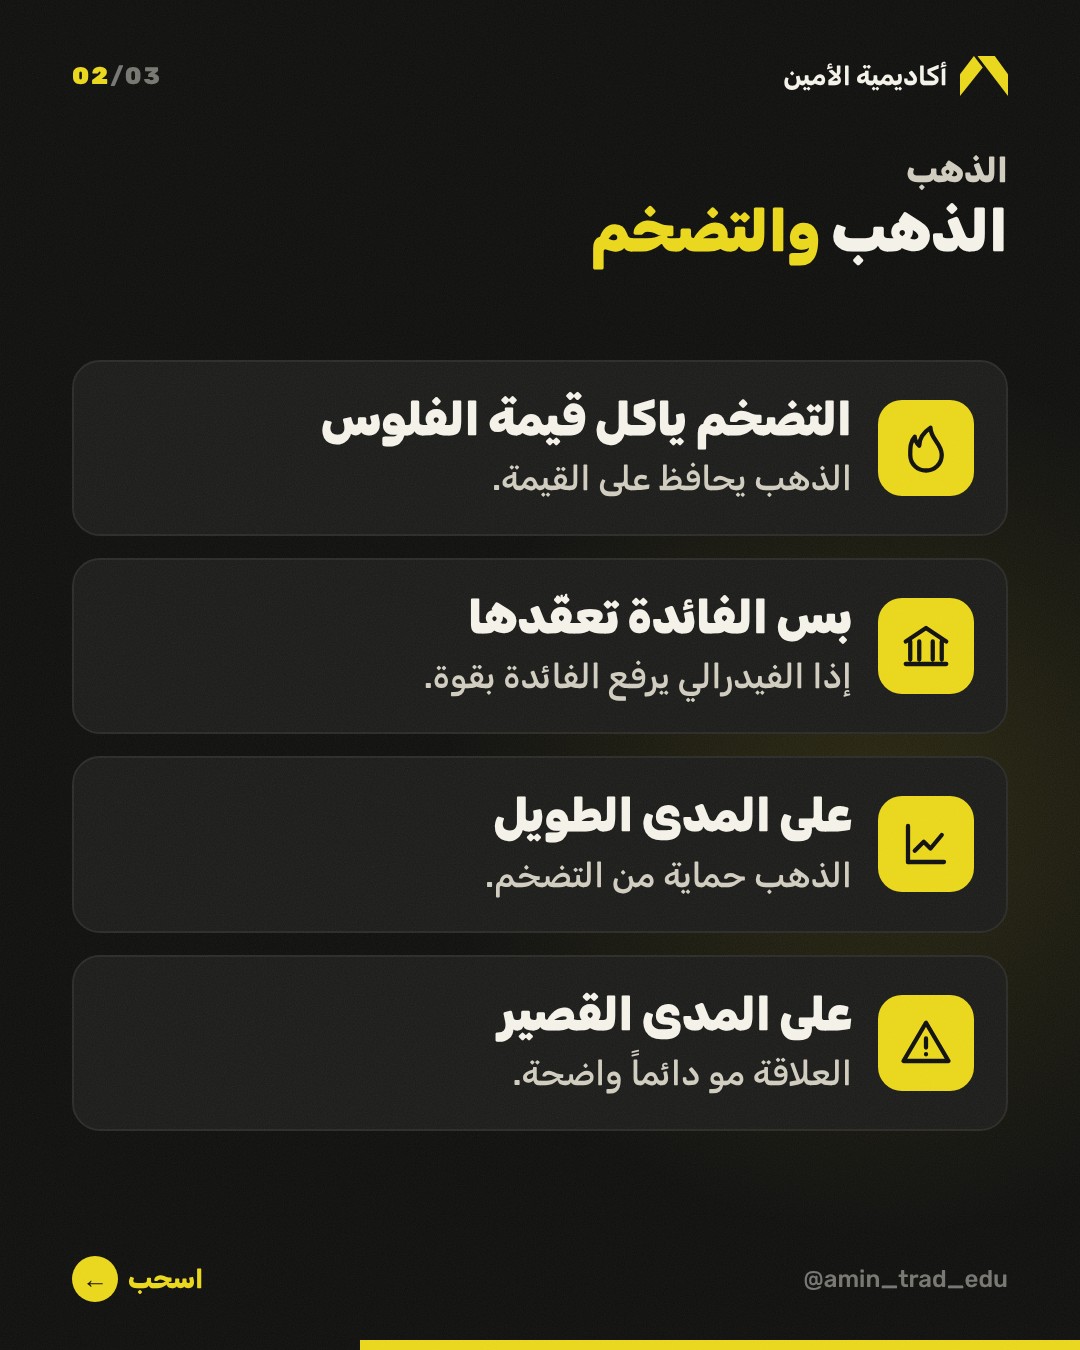 أكاديمية الأمين
02/03
الذهب
الذهب والتضخم
التضخم ياكل قيمة الفلوس
الذهب يحافظ على القيمة.
بس الفائدة تعقّدها
إذا الفيدرالي يرفع الفائدة بقوة.
على المدى الطويل
الذهب حماية من التضخم.
على المدى القصير
العلاقة مو دائماً واضحة.
@amin_trad_edu
اسحب ←